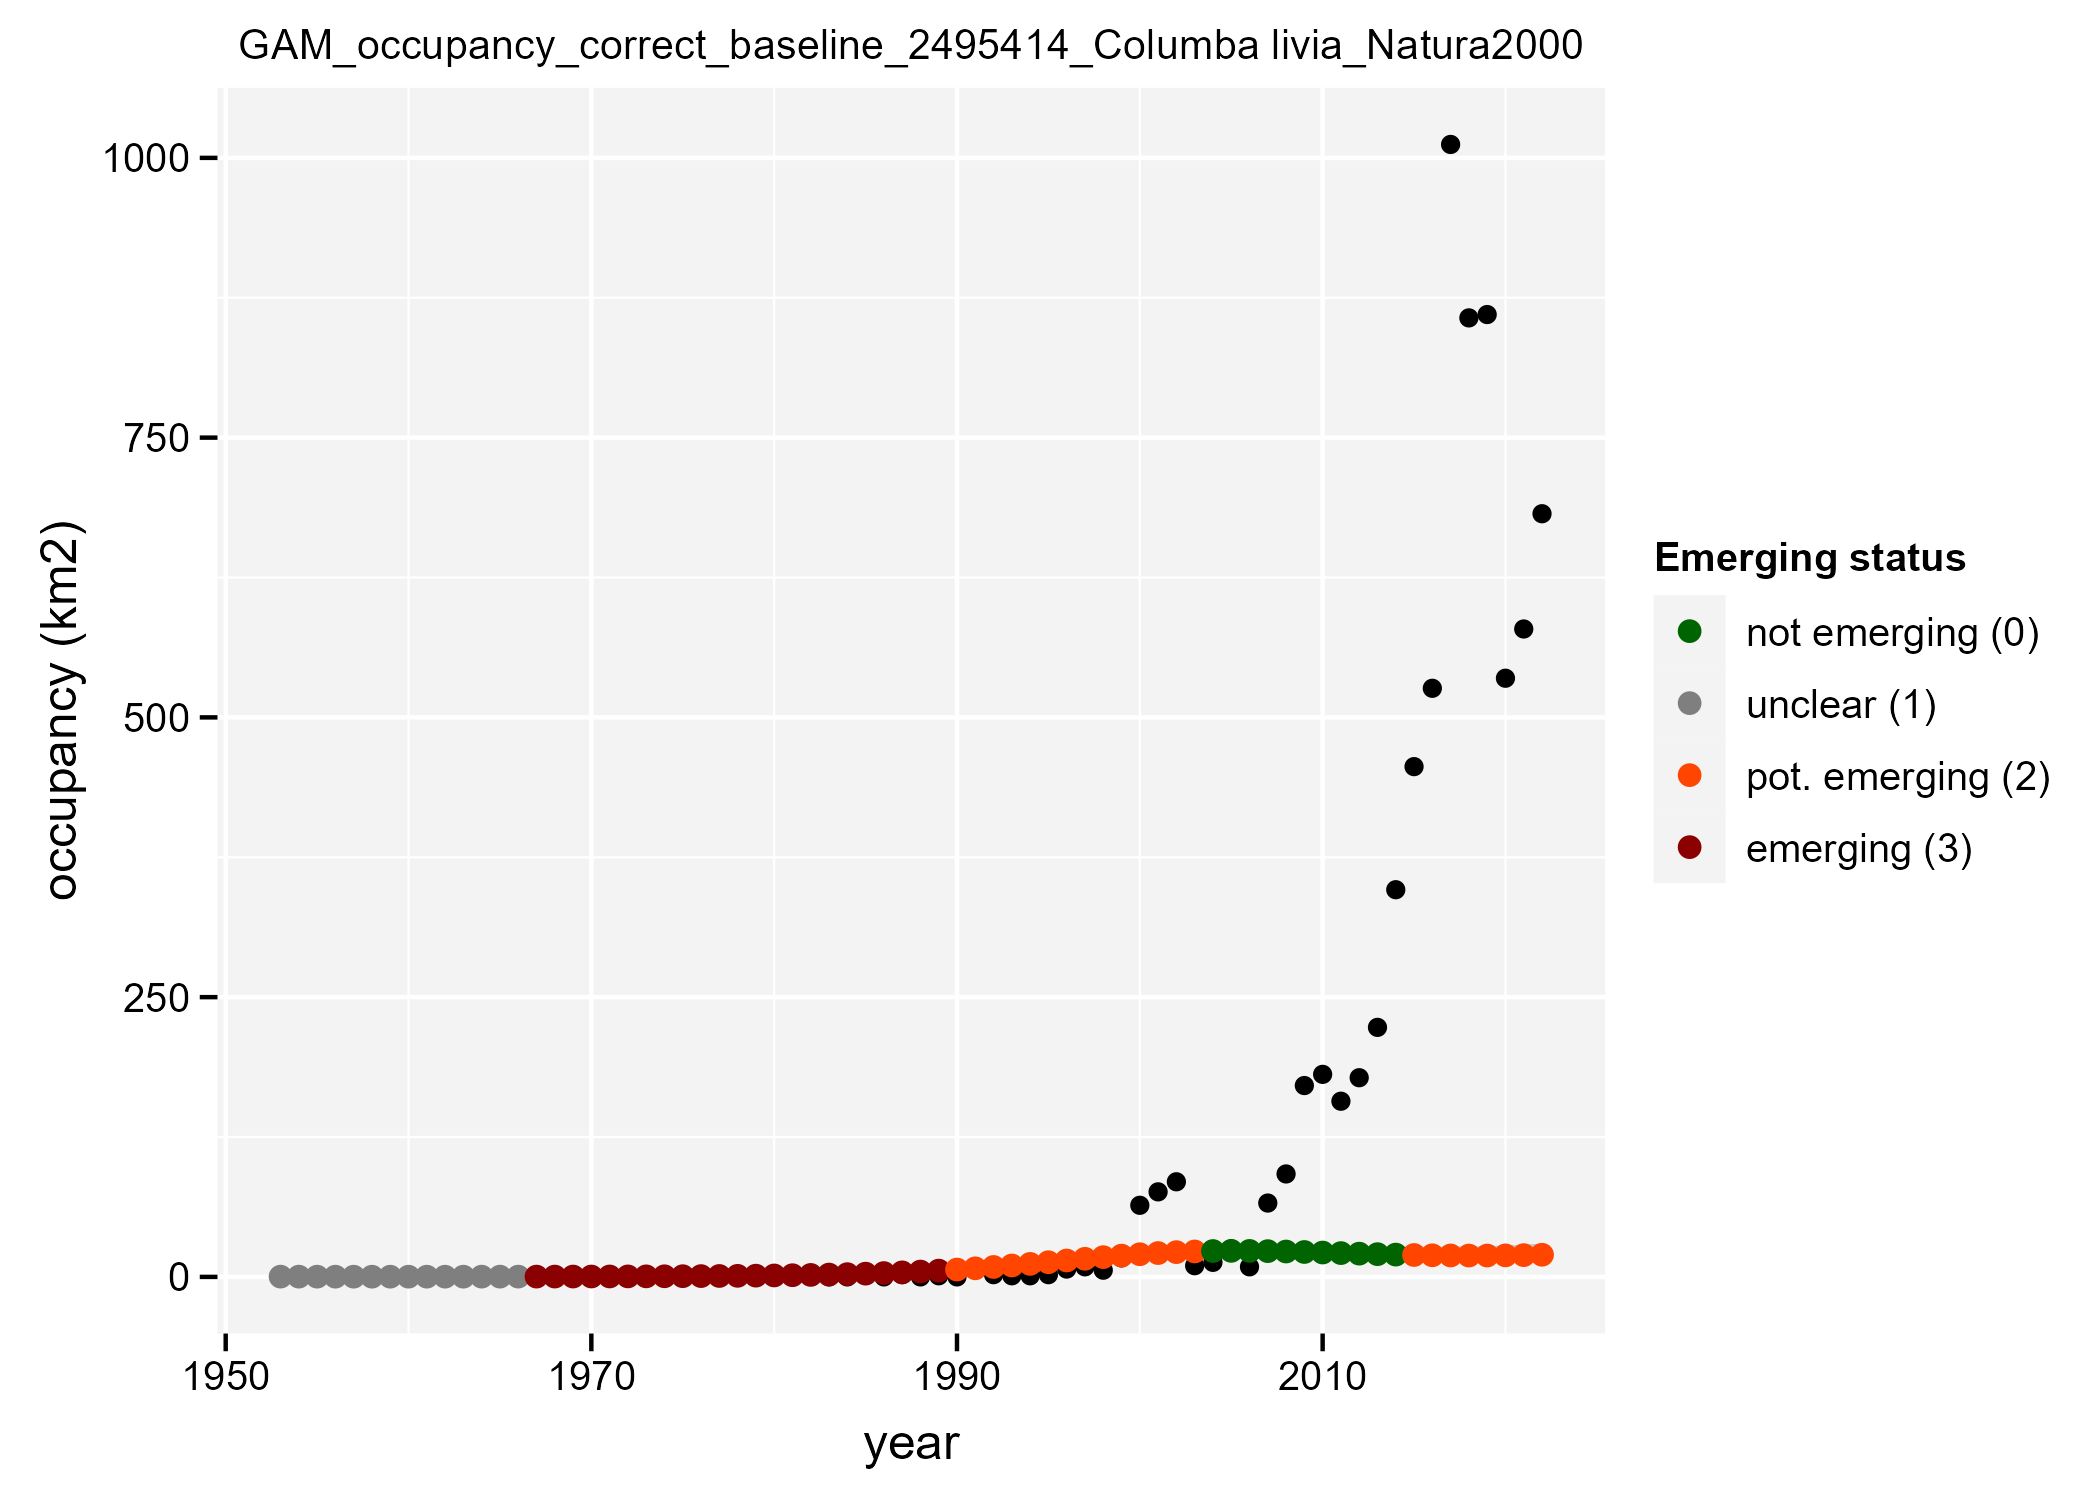 GAM_occupancy_correct_baseline_2495414_Columba livia_Natura2000
1000
750
500
250
0
occupancy (km2)
1950
1970
1990
2010
year
Emerging status
not emerging (0)
unclear (1)
pot. emerging (2)
emerging (3)